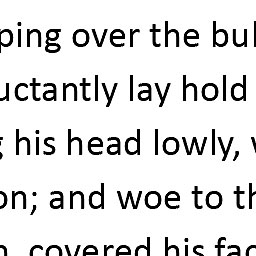 ping over the bul
uctantly lay hold
g his head lowly,
on; and woe to th
covered his fac